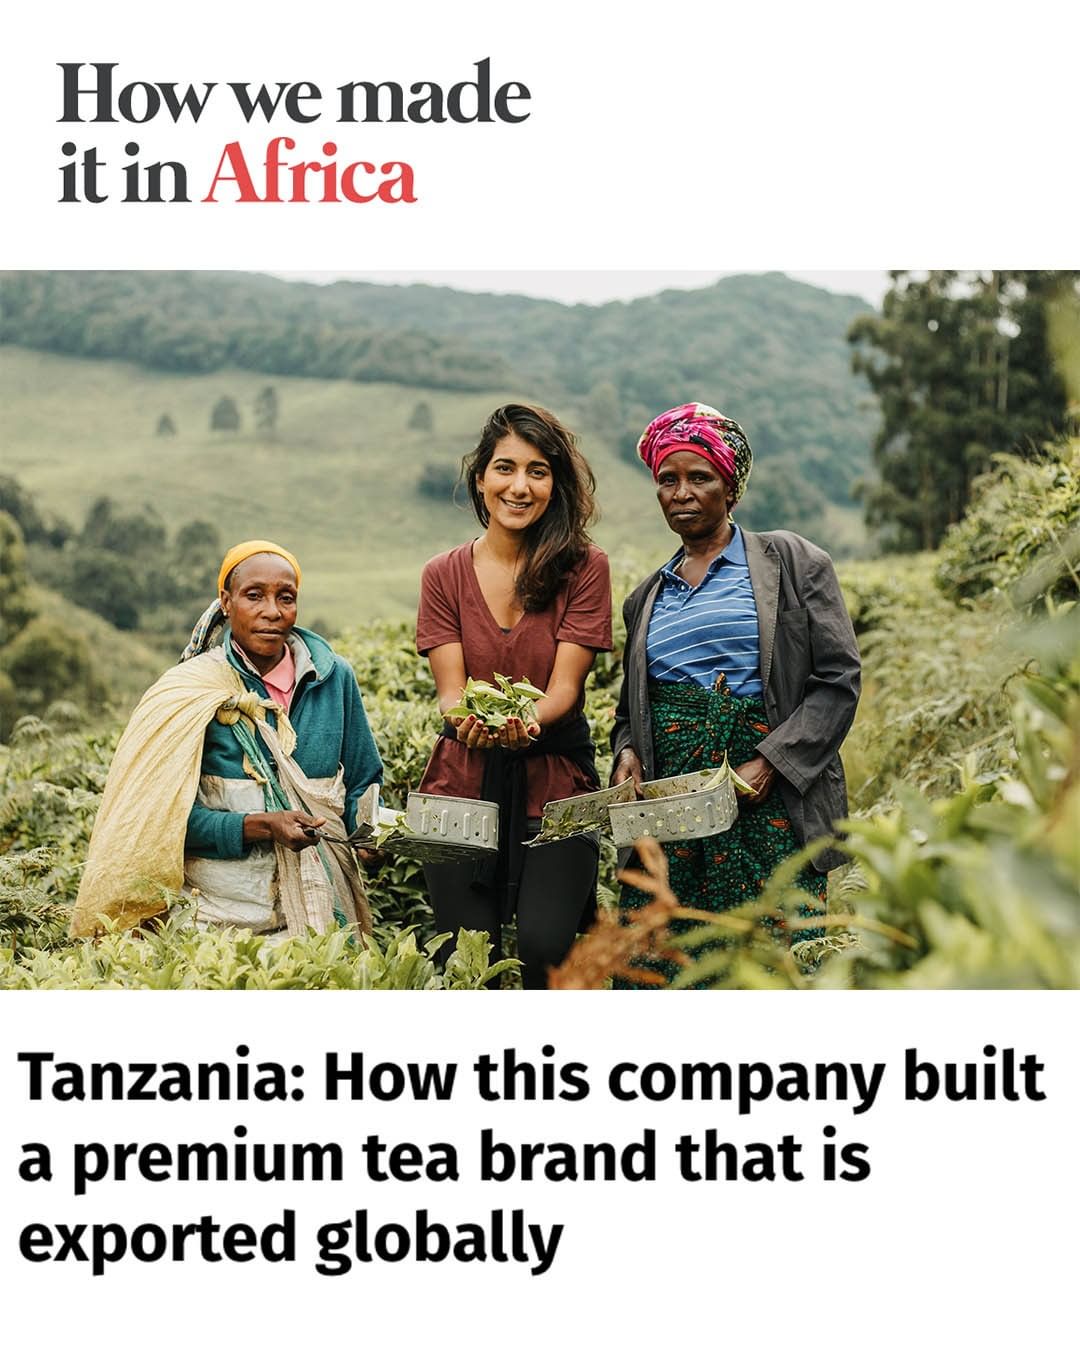 How we made
it in Africa
Tanzania: How this company built
a premium tea brand that is
exported globally